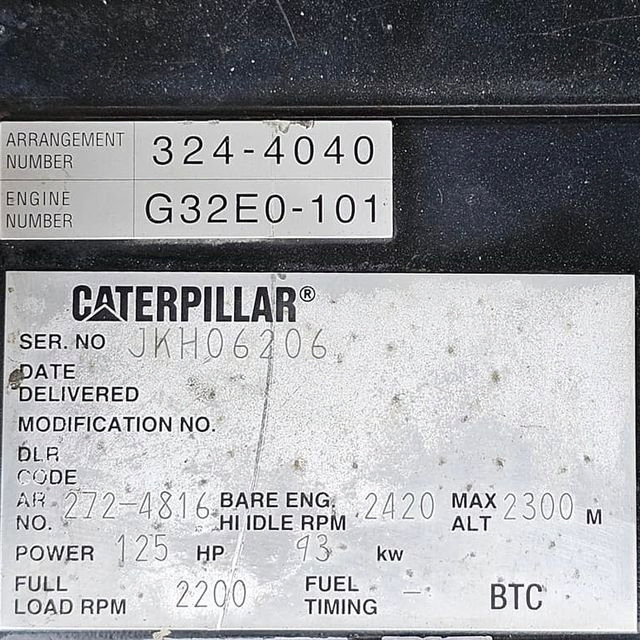 ARRANGEMENT NUMBER 324-4040
ENGINE NUMBER G32E0-101
CATERPILLAR®
SER. NO JKH06206
DATE DELIVERED
MODIFICATION NO.
DLR CODE
AR NO. 272-4816 BARE ENG HI IDLE RPM 2420 MAX ALT 2300 M
POWER 125 HP 93 kw
FULL LOAD RPM 2200 FUEL TIMING - BTC